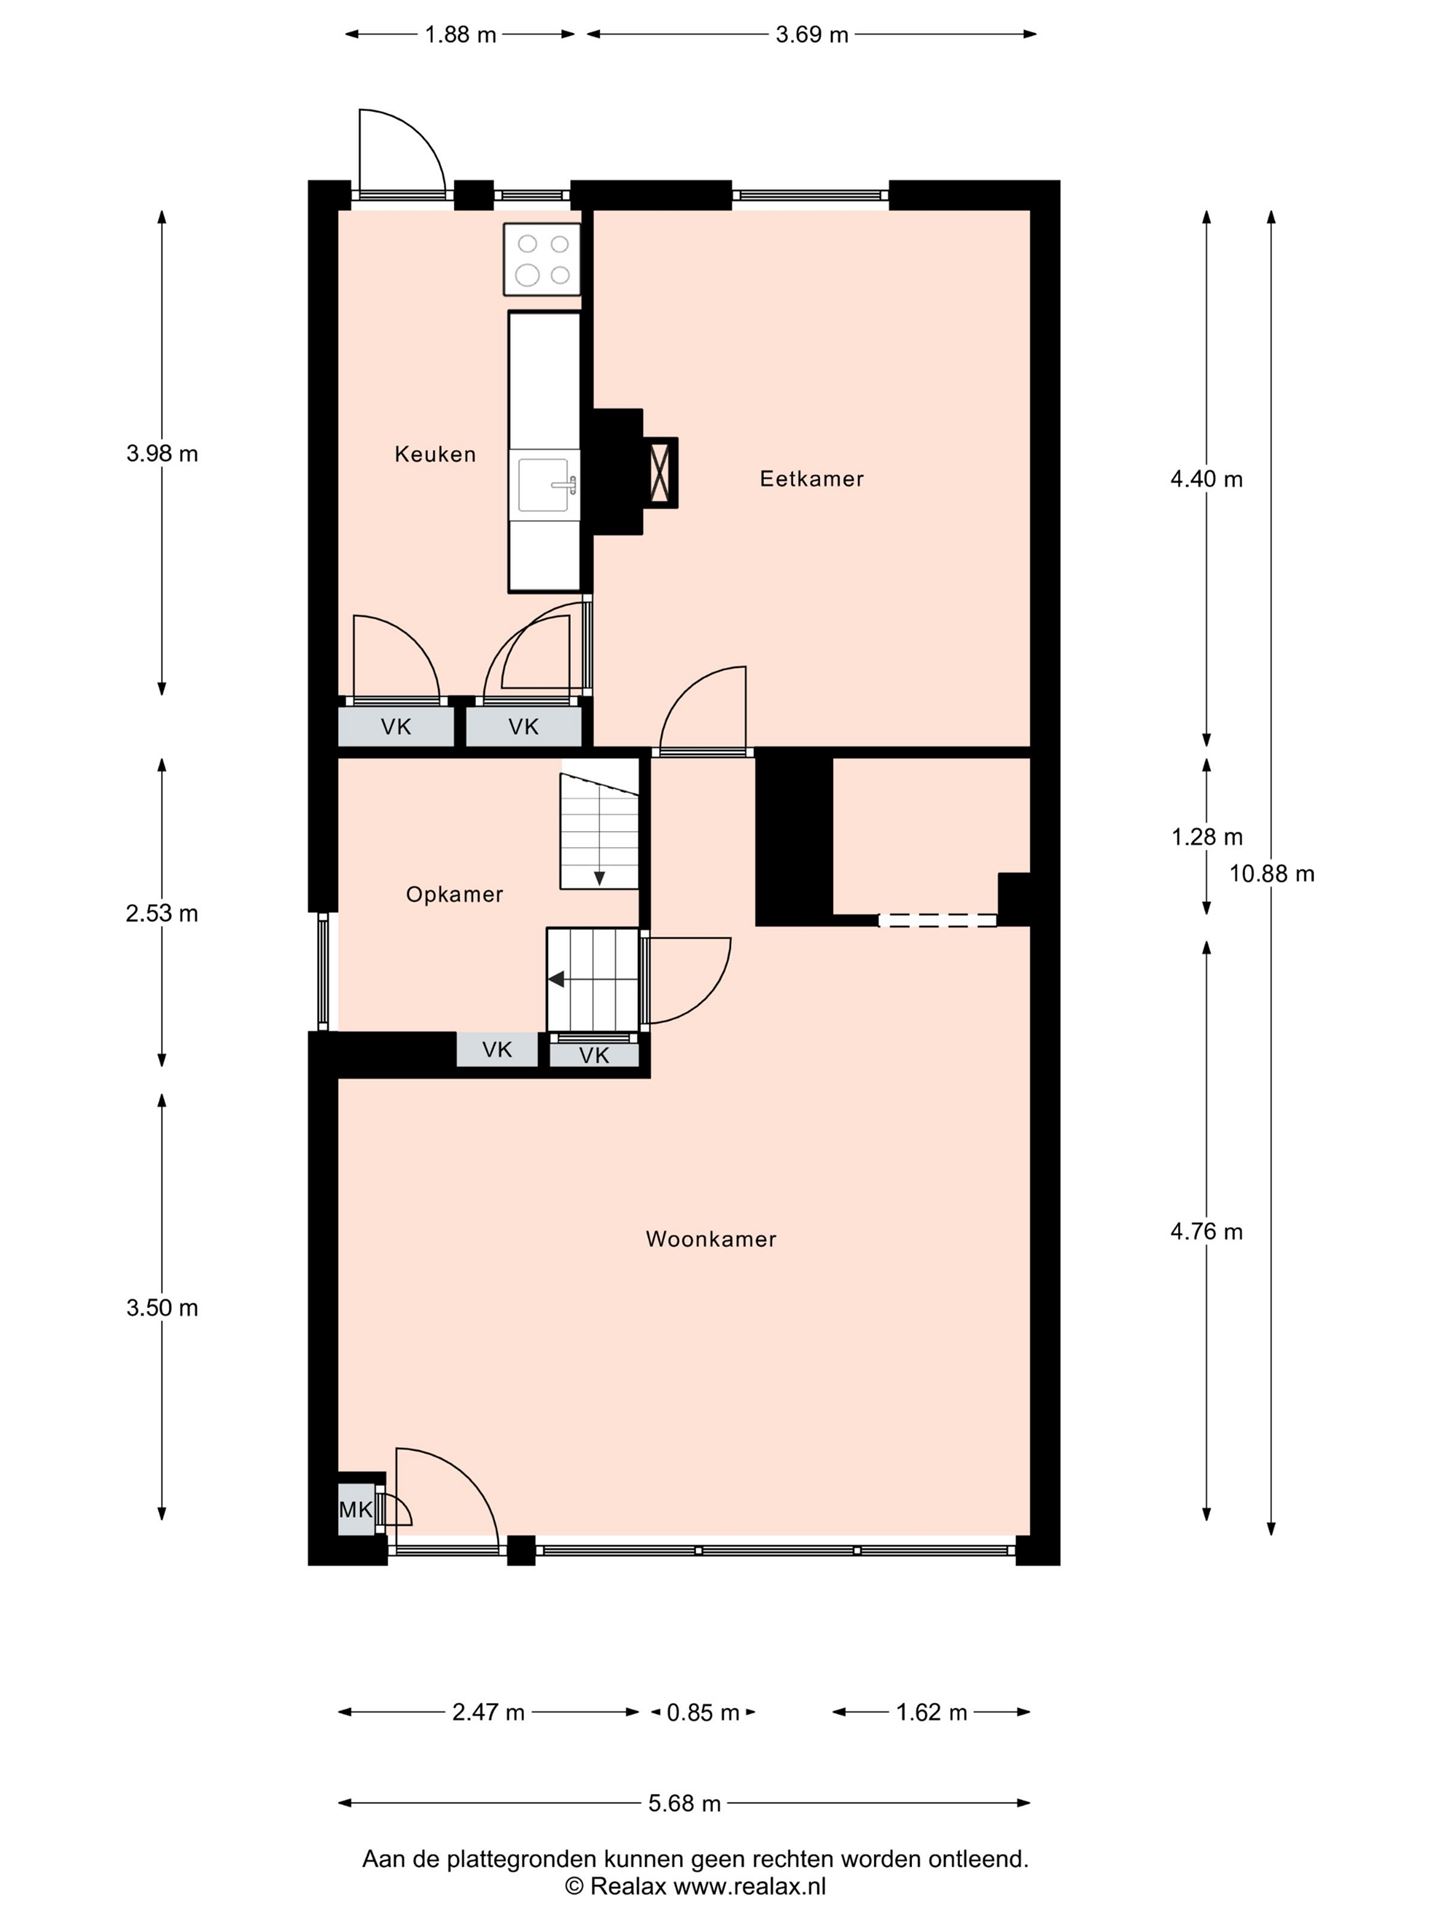 1.88 m
3.69 m
Keuken
Eetkamer
3.98 m
4.40 m
VK
VK
1.28 m
10.88 m
Opkamer
2.53 m
VK
VK
4.76 m
Woonkamer
3.50 m
MK
2.47 m
0.85 m
1.62 m
5.68 m
Aan de plattegronden kunnen geen rechten worden ontleend.
© Realax www.realax.nl